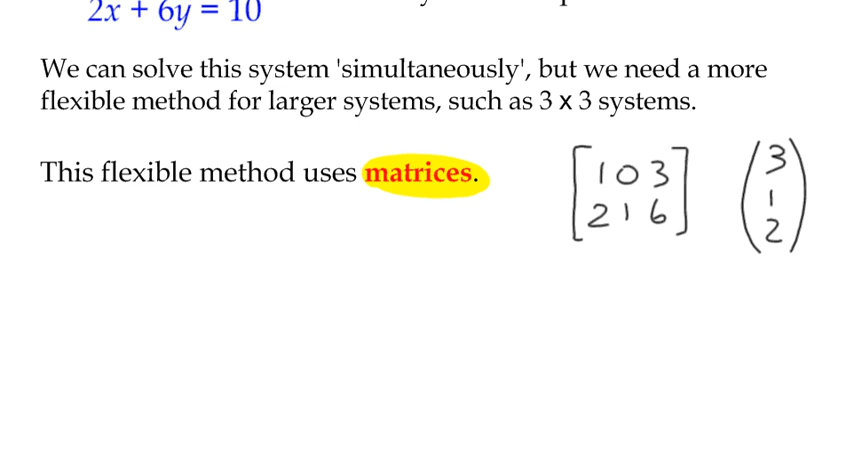 2x + 6y = 10
We can solve this system 'simultaneously', but we need a more
flexible method for larger systems, such as 3 x 3 systems.
This flexible method uses matrices.
[1 0 3
2 1 6]
(3
1
2)